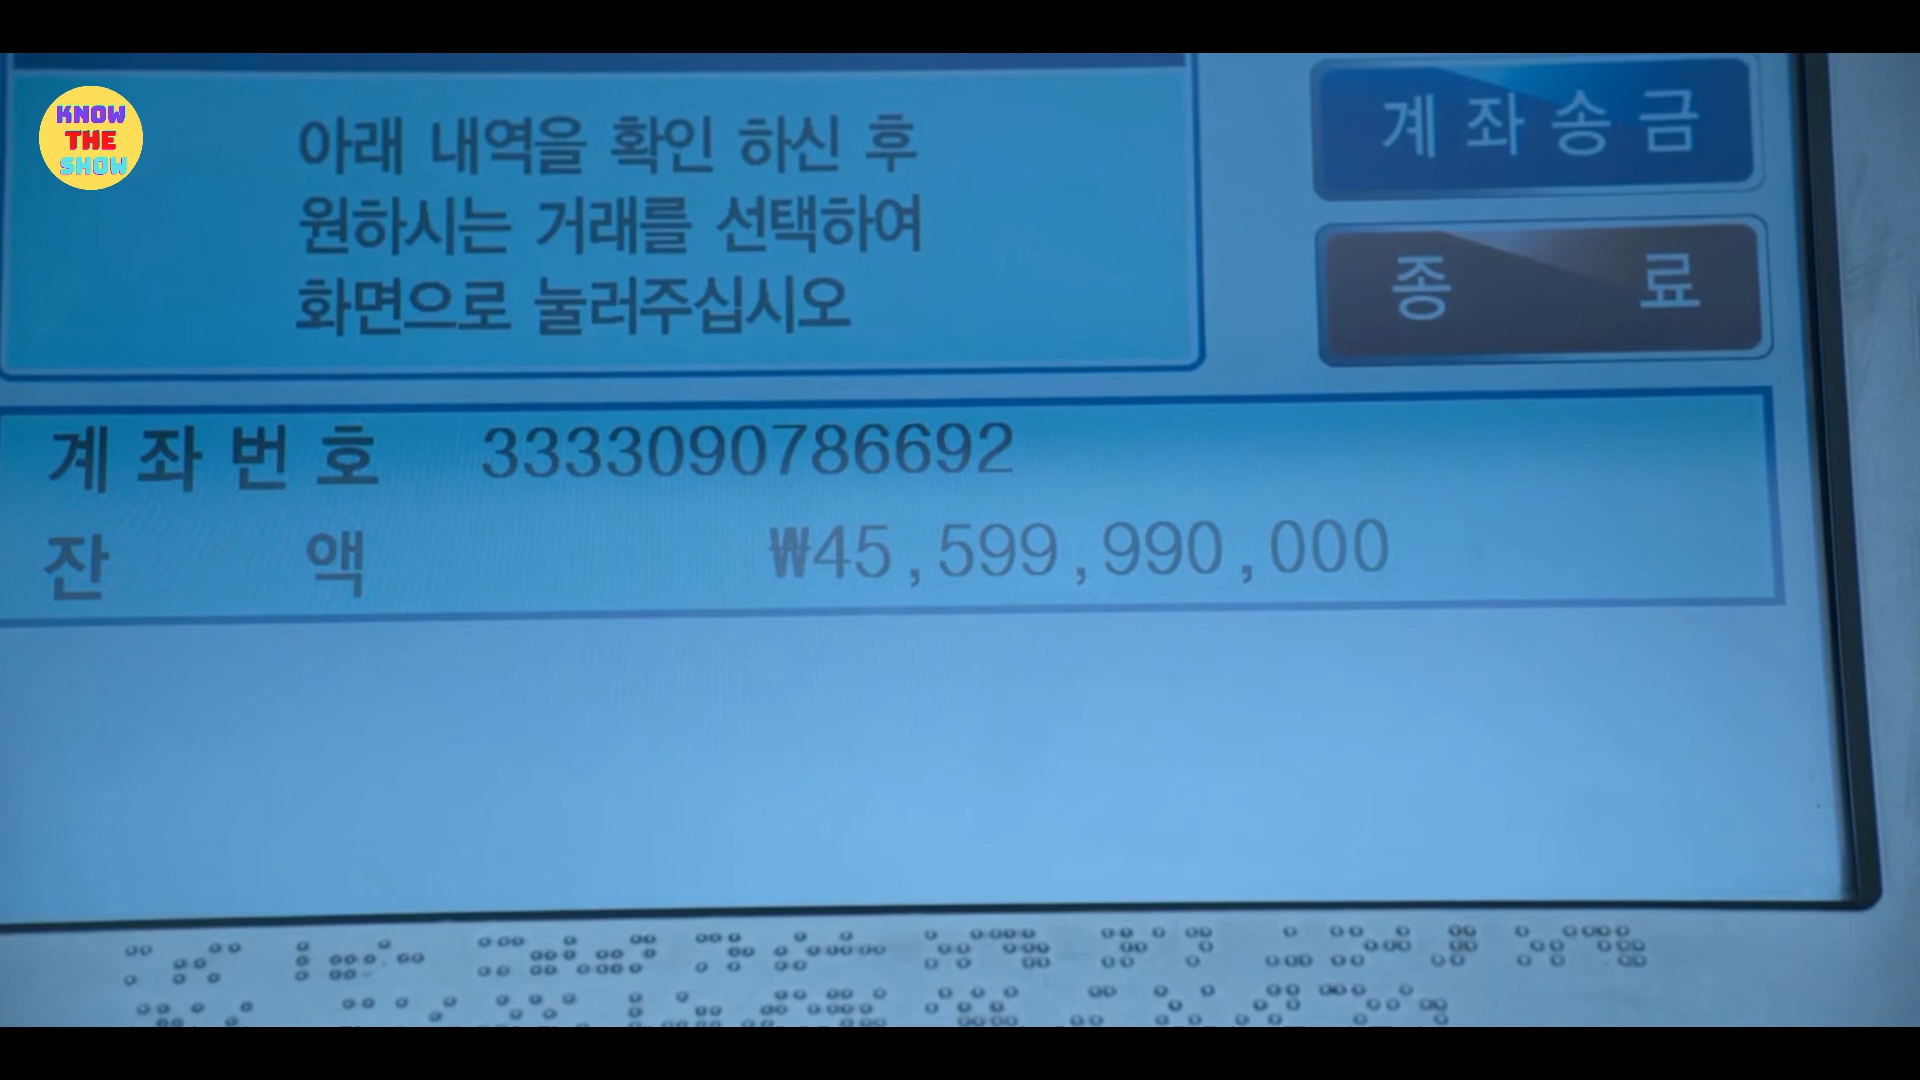 KNOW
THE
SHOW
아래 내역을 확인 하신 후
원하시는 거래를 선택하여
화면으로 눌러주십시오
계좌송금
종료
계좌번호 3333090786692
잔액 ₩45,599,990,000